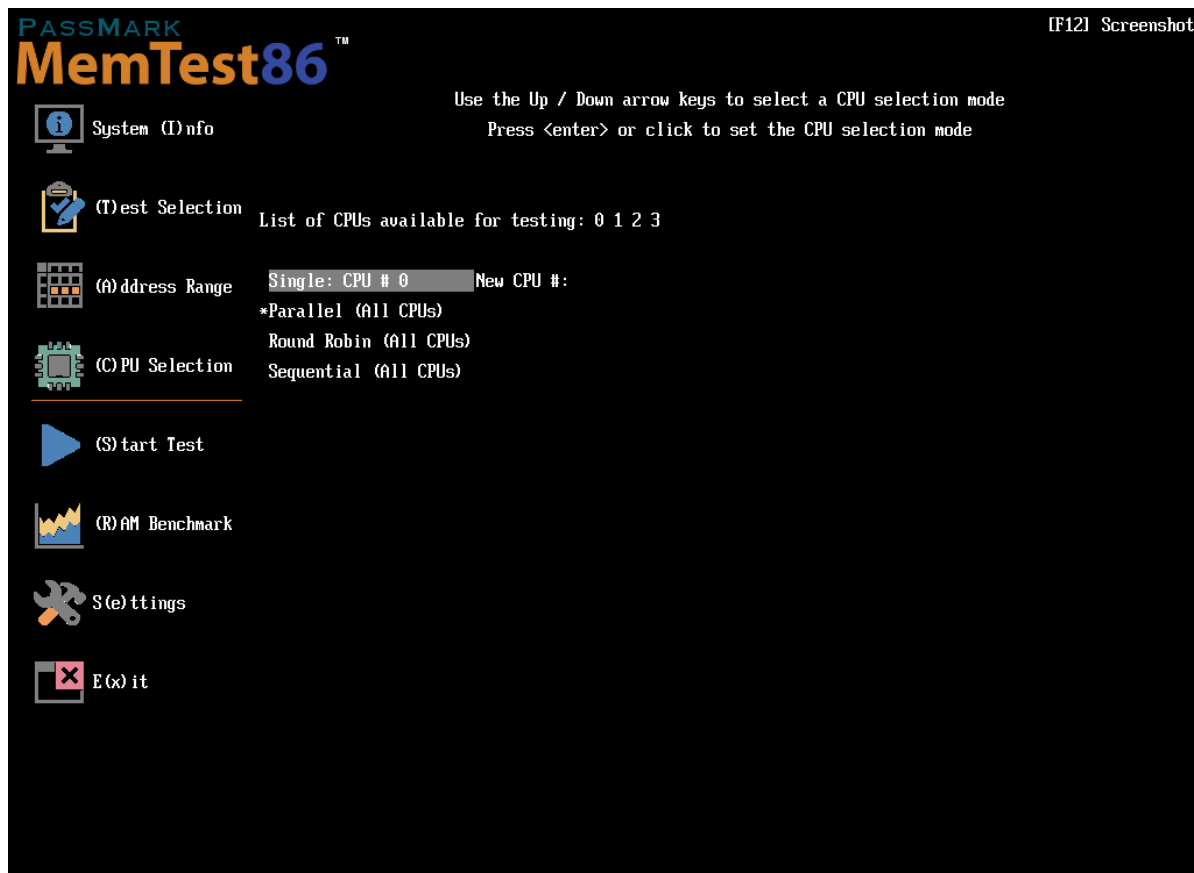 PASSMARK
MemTest86 ™
[F12] Screenshot
Use the Up / Down arrow keys to select a CPU selection mode
Press <enter> or click to set the CPU selection mode
System (I)nfo
(T)est Selection
(A)ddress Range
(C)PU Selection
(S)tart Test
(R)AM Benchmark
S(e)ttings
E(x)it
List of CPUs available for testing: 0 1 2 3
Single: CPU # 0 New CPU #:
*Parallel (All CPUs)
Round Robin (All CPUs)
Sequential (All CPUs)